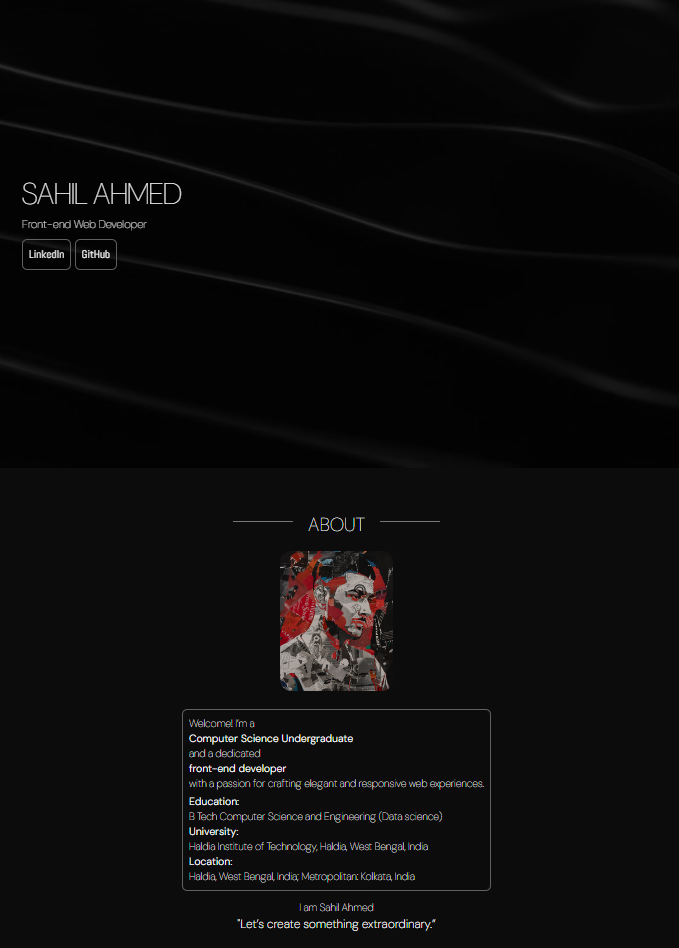 SAHIL AHMED
Front-end Web Developer
LinkedIn GitHub
ABOUT
Welcome! I'm a
Computer Science Undergraduate
and a dedicated
front-end developer
with a passion for crafting elegant and responsive web experiences.
Education:
B Tech Computer Science and Engineering (Data science)
University:
Haldia Institute of Technology, Haldia, West Bengal, India
Location:
Haldia, West Bengal, India; Metropolitan: Kolkata, India
I am Sahil Ahmed
"Let's create something extraordinary."